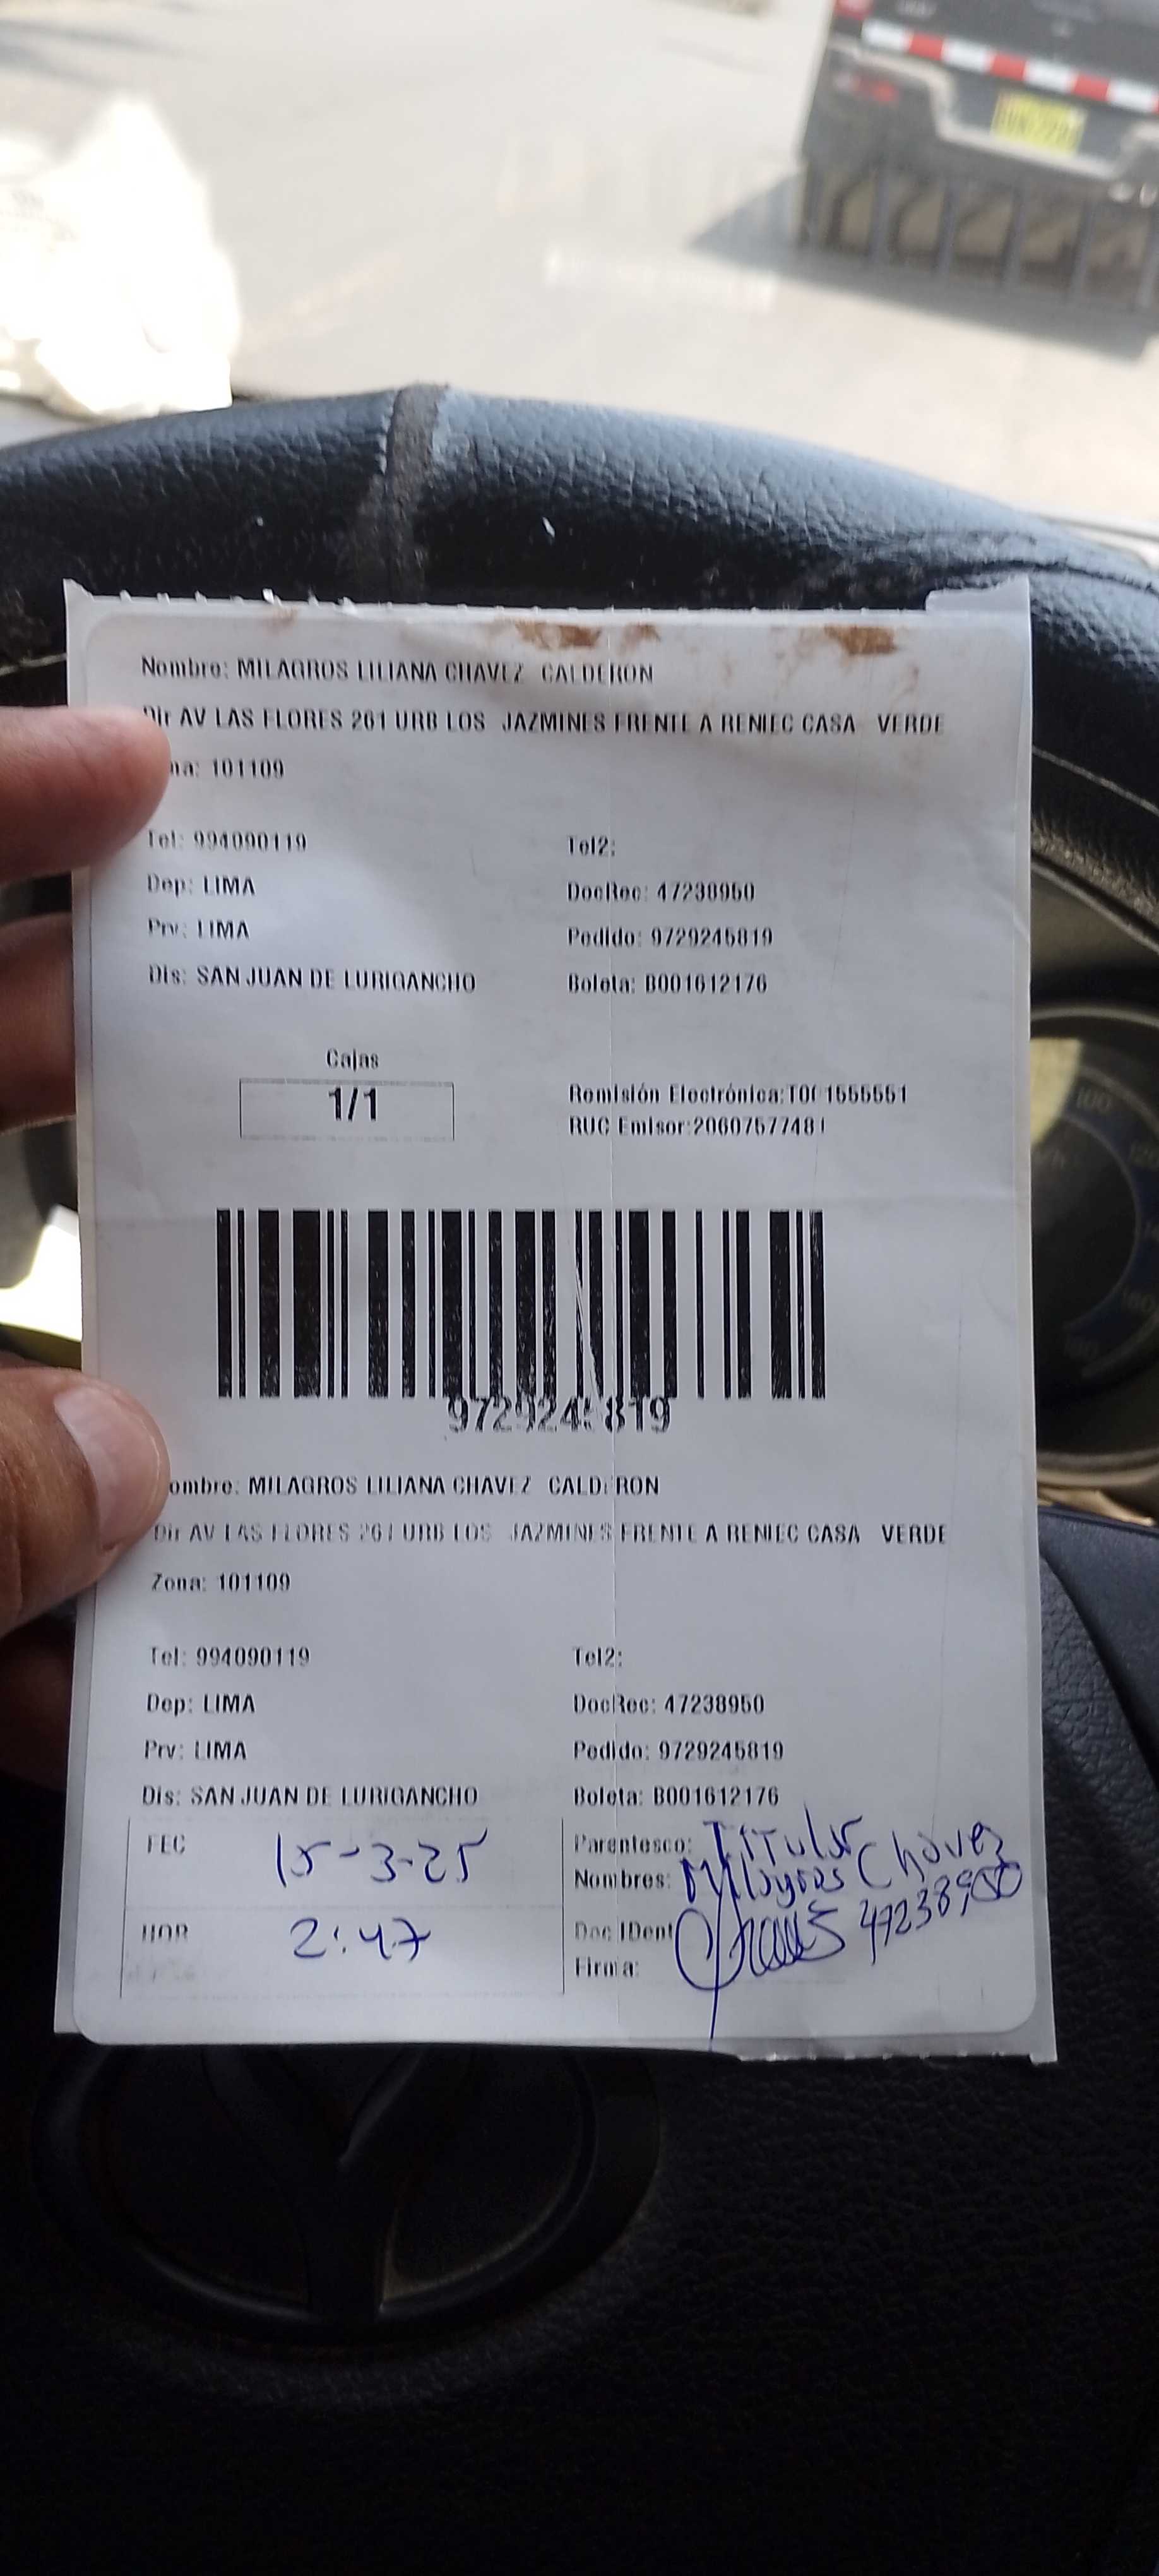 Nombre: MILAGROS LILIANA CHAVEZ CALDERON
Dir AV LAS FLORES 261 URB LOS JAZMINES FRENTE A RENIEC CASA VERDE
na: 101109
Tel: 994090119 Tel2:
Dep: LIMA DocRec: 47238950
Prv: LIMA Pedido: 9729245819
Dis: SAN JUAN DE LURIGANCHO Boleta: B001612176
Cajas
1/1
Remisión Electrónica:T001555551
RUC Emisor:20607577481
9729245819
ombre: MILAGROS LILIANA CHAVEZ CALDERON
Dir AV LAS FLORES 261 URB LOS JAZMINES FRENTE A RENIEC CASA VERDE
Zona: 101109
Tel: 994090119 Tel2:
Dep: LIMA DocRec: 47238950
Prv: LIMA Pedido: 9729245819
Dis: SAN JUAN DE LURIGANCHO Boleta: B001612176
FEC 15-3-25
Parentesco: Titular
Nombres: Milagros Chavez
HOR 2:47
Doc IDent 47238950
Firma: